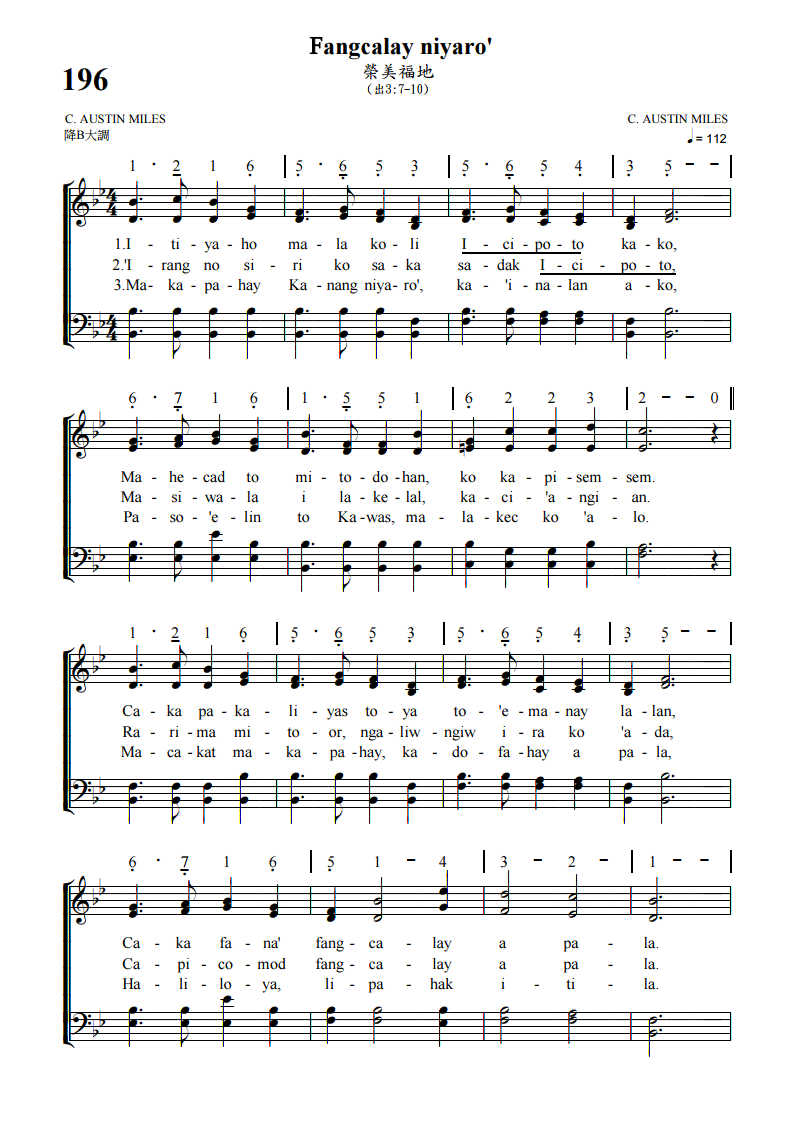 Fangcalay niyaro'
榮美福地
(出3:7-10)
196
C. AUSTIN MILES
C. AUSTIN MILES
降B大調
♩= 112
1 · 2 1 6 | 5 · 6 5 3 | 5 · 6 5 4 | 3 5 – – |
1.I - ti - ya - ho ma - la ko - li I - ci - po - to ka - ko,
2.'I - rang no si - ri ko sa - ka sa - dak I - ci - po - to,
3.Ma - ka - pa - hay Ka - nang niyaro', ka - 'i - na - lan a - ko,
6 · 7 1 6 | 1 · 5 5 1 | 6 2 2 3 | 2 – – 0 ‖
Ma - he - cad to mi - to - do - han, ko ka - pi - sem - sem.
Ma - si - wa - la i la - ke - lal, ka - ci - 'a - ngi - an.
Pa - so - 'e - lin to Ka - was, ma - la - kec ko 'a - lo.
1 · 2 1 6 | 5 · 6 5 3 | 5 · 6 5 4 | 3 5 – – |
Ca - ka pa - ka - li - yas to - ya to - 'e - ma - nay la - lan,
Ra - ri - ma mi - to - or, nga - liw - ngiw i ra ko 'a - da,
Ma - ca - kat ma - ka - pa - hay, ka - do - fa - hay a pa - la,
6 · 7 1 6 | 5 1 – 4 | 3 – 2 – | 1 – – |
Ca - ka fa - na' fang - ca - lay a pa - la.
Ca - pi - co - mod fang - ca - lay a pa - la.
Ha - li - lo - ya, li - pa - hak i - ti - la.